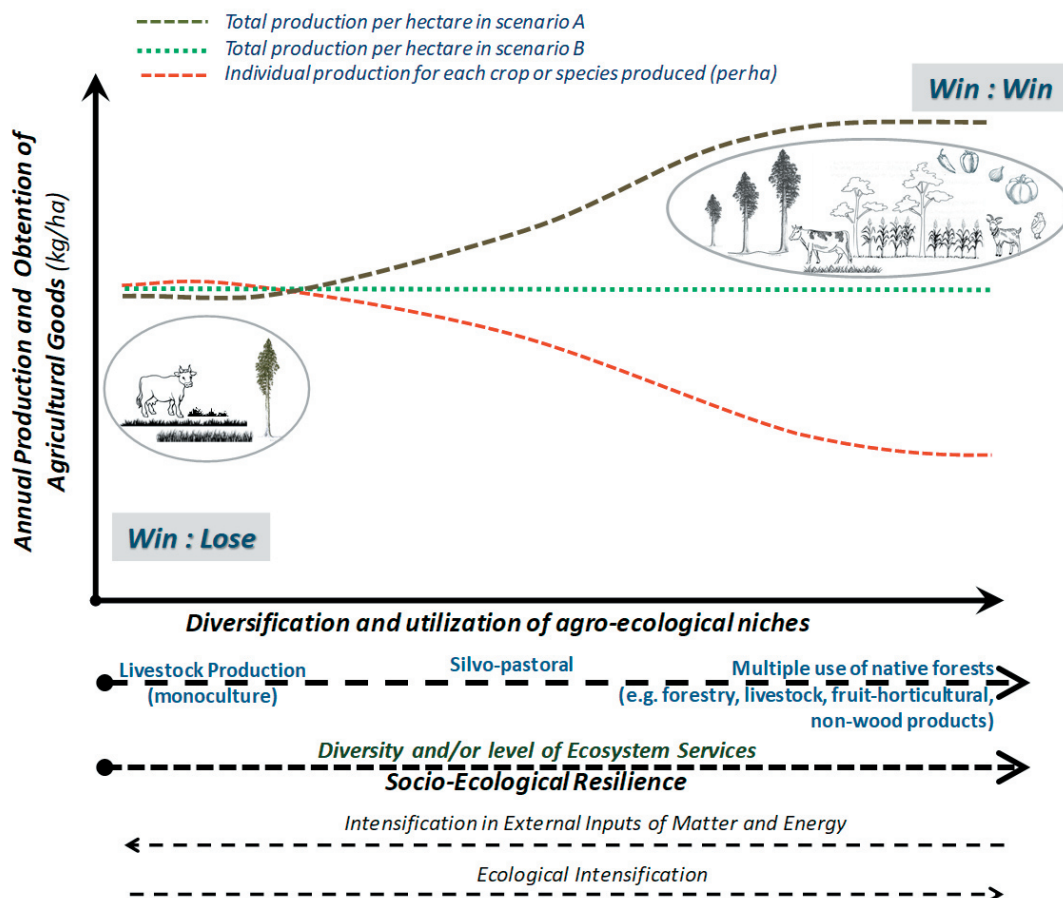 Total production per hectare in scenario A
Total production per hectare in scenario B
Individual production for each crop or species produced (per ha)
Win : Win
Annual Production and Obtention of
Agricultural Goods (kg/ha)
Win : Lose
Diversification and utilization of agro-ecological niches
Livestock Production
(monoculture)
Silvo-pastoral
Multiple use of native forests
(e.g. forestry, livestock, fruit-horticultural,
non-wood products)
Diversity and/or level of Ecosystem Services
Socio-Ecological Resilience
Intensification in External Inputs of Matter and Energy
Ecological Intensification